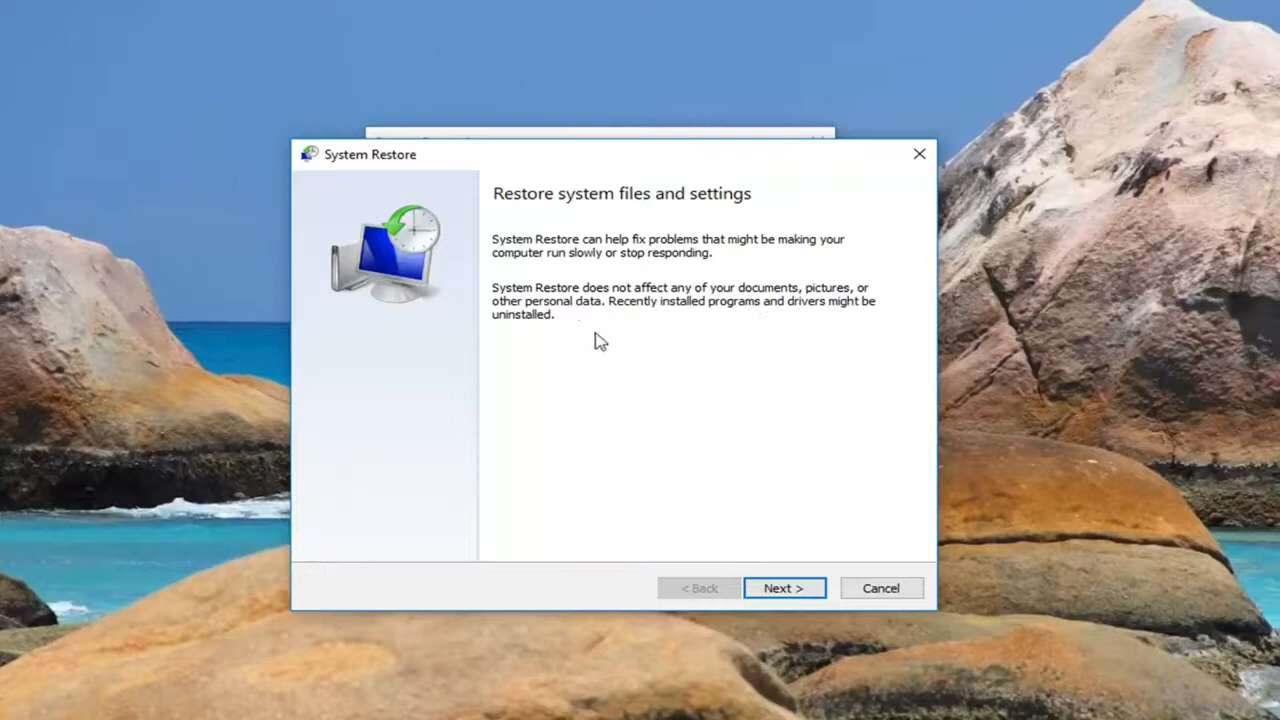 System Restore
Restore system files and settings
System Restore can help fix problems that might be making your
computer run slowly or stop responding.
System Restore does not affect any of your documents, pictures, or
other personal data. Recently installed programs and drivers might be
uninstalled.
< Back
Next >
Cancel